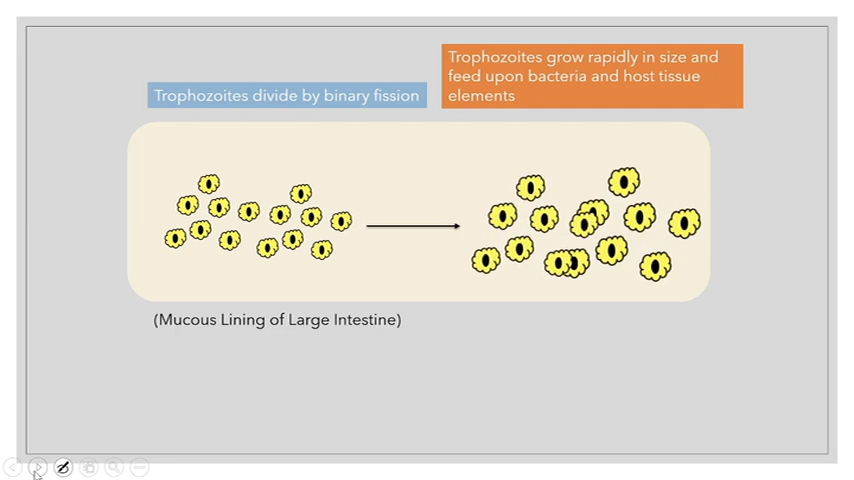 Trophozoites divide by binary fission
Trophozoites grow rapidly in size and
feed upon bacteria and host tissue
elements
(Mucous Lining of Large Intestine)